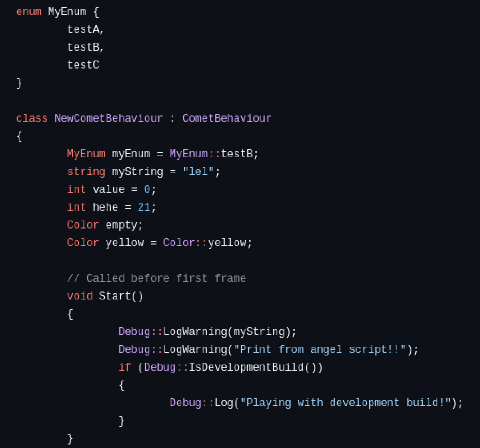 enum MyEnum {
testA,
testB,
testC
}
class NewCometBehaviour : CometBehaviour
{
MyEnum myEnum = MyEnum::testB;
string myString = "lol";
int value = 0;
int hehe = 21;
Color empty;
Color yellow = Color::yellow;
// Called before first frame
void Start()
{
Debug::LogWarning(myString);
Debug::LogWarning("Print from angel script!!");
if (Debug::IsDevelopmentBuild())
{
Debug::Log("Playing with development build!");
}
}